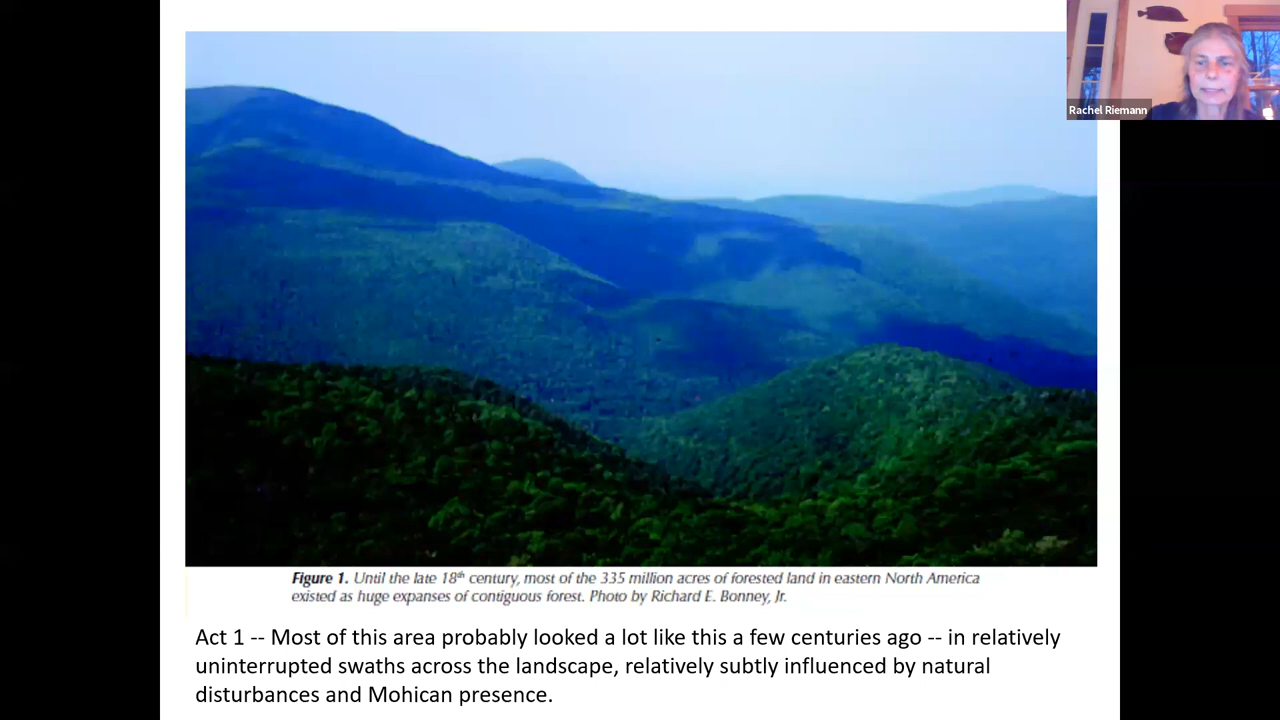 Rachel Riemann
Figure 1. Until the late 18th century, most of the 335 million acres of forested land in eastern North America
existed as huge expanses of contiguous forest. Photo by Richard E. Bonney, Jr.
Act 1 -- Most of this area probably looked a lot like this a few centuries ago -- in relatively
uninterrupted swaths across the landscape, relatively subtly influenced by natural
disturbances and Mohican presence.